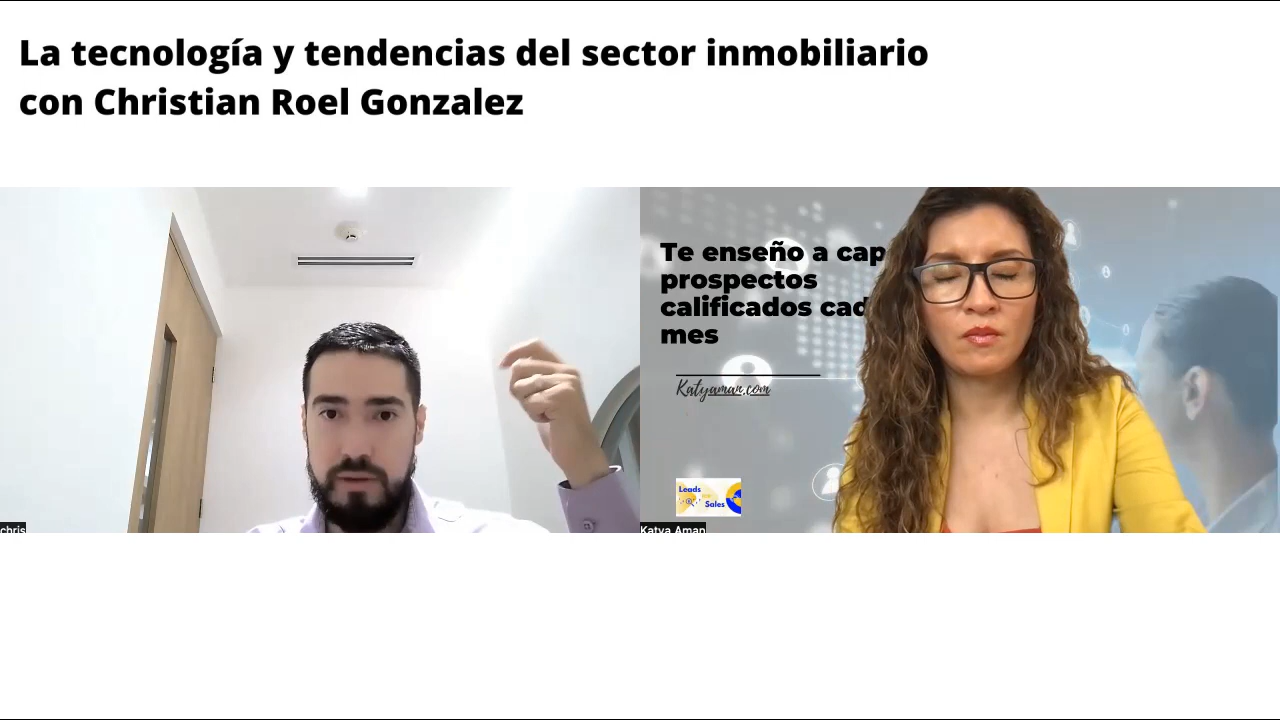 La tecnología y tendencias del sector inmobiliario
con Christian Roel Gonzalez
Te enseño a cap
prospectos
calificados cad
mes
Katyaman.com
Leads
Sales
chris
Katya Aman